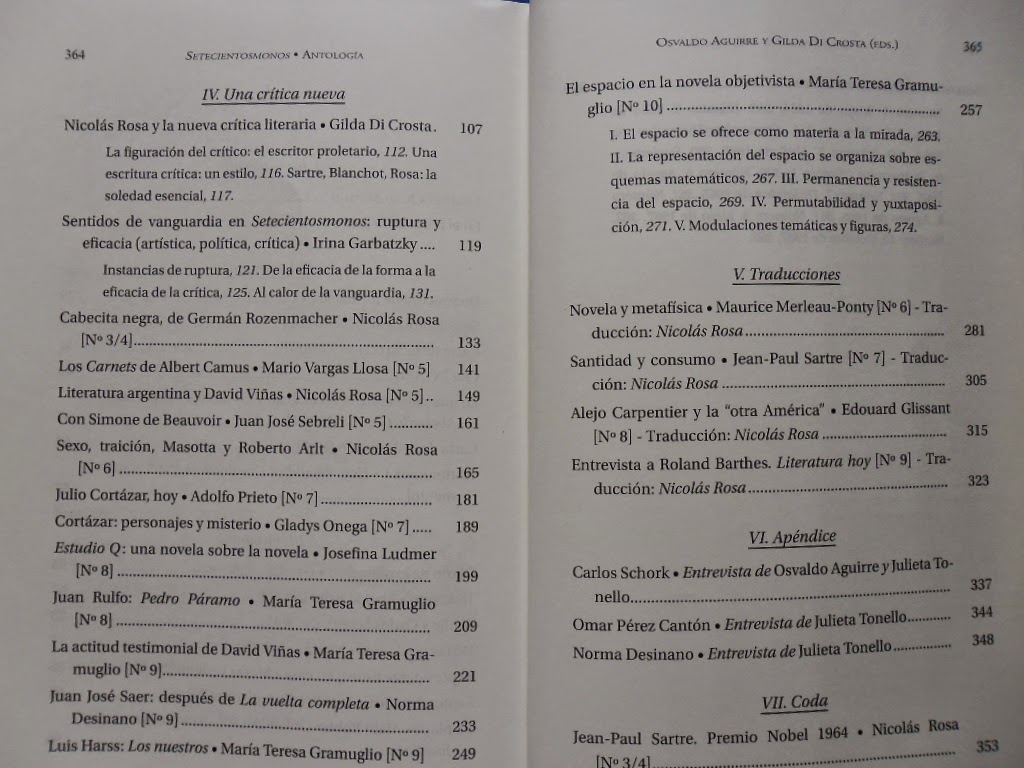 364
SETECIENTOSMONOS • ANTOLOGÍA
IV. Una crítica nueva
Nicolás Rosa y la nueva crítica literaria • Gilda Di Crosta. 107
La figuración del crítico: el escritor proletario, 112. Una
escritura crítica: un estilo, 116. Sartre, Blanchot, Rosa: la
soledad esencial, 117.
Sentidos de vanguardia en Setecientosmonos: ruptura y
eficacia (artística, política, crítica) • Irina Garbatzky .... 119
Instancias de ruptura, 121. De la eficacia de la forma a la
eficacia de la crítica, 125. Al calor de la vanguardia, 131.
Cabecita negra, de Germán Rozenmacher • Nicolás Rosa
[Nº 3/4]................................................................ 133
Los Carnets de Albert Camus • Mario Vargas Llosa [Nº 5] 141
Literatura argentina y David Viñas • Nicolás Rosa [Nº 5].. 149
Con Simone de Beauvoir • Juan José Sebreli [Nº 5] .......... 161
Sexo, traición, Masotta y Roberto Arlt • Nicolás Rosa
[Nº 6] ................................................................ 165
Julio Cortázar, hoy • Adolfo Prieto [Nº 7] ........................ 181
Cortázar: personajes y misterio • Gladys Onega [Nº 7] ..... 189
Estudio Q: una novela sobre la novela • Josefina Ludmer
[Nº 8] ................................................................ 199
Juan Rulfo: Pedro Páramo • María Teresa Gramuglio
[Nº 8] ................................................................ 209
La actitud testimonial de David Viñas • María Teresa Gra-
muglio [Nº 9]........................................................ 221
Juan José Saer: después de La vuelta completa • Norma
Desinano [Nº 9] .................................................... 233
Luis Harss: Los nuestros • María Teresa Gramuglio [Nº 9] 249
OSVALDO AGUIRRE Y GILDA DI CROSTA (EDS.)
365
El espacio en la novela objetivista • María Teresa Gramu-
glio [Nº 10] .......................................................... 257
I. El espacio se ofrece como materia a la mirada, 263.
II. La representación del espacio se organiza sobre es-
quemas matemáticos, 267. III. Permanencia y resisten-
cia del espacio, 269. IV. Permutabilidad y yuxtaposi-
ción, 271. V. Modulaciones temáticas y figuras, 274.
V. Traducciones
Novela y metafísica • Maurice Merleau-Ponty [Nº 6] - Tra-
ducción: Nicolás Rosa ............................................ 281
Santidad y consumo • Jean-Paul Sartre [Nº 7] - Traduc-
ción: Nicolás Rosa ................................................ 305
Alejo Carpentier y la "otra América" • Edouard Glissant
[Nº 8] - Traducción: Nicolás Rosa ............................ 315
Entrevista a Roland Barthes. Literatura hoy [Nº 9] - Tra-
ducción: Nicolás Rosa ............................................ 323
VI. Apéndice
Carlos Schork • Entrevista de Osvaldo Aguirre y Julieta To-
nello.................................................................. 337
Omar Pérez Cantón • Entrevista de Julieta Tonello........... 344
Norma Desinano • Entrevista de Julieta Tonello .............. 348
VII. Coda
Jean-Paul Sartre. Premio Nobel 1964 • Nicolás Rosa
[Nº 3/4]................................................................ 353